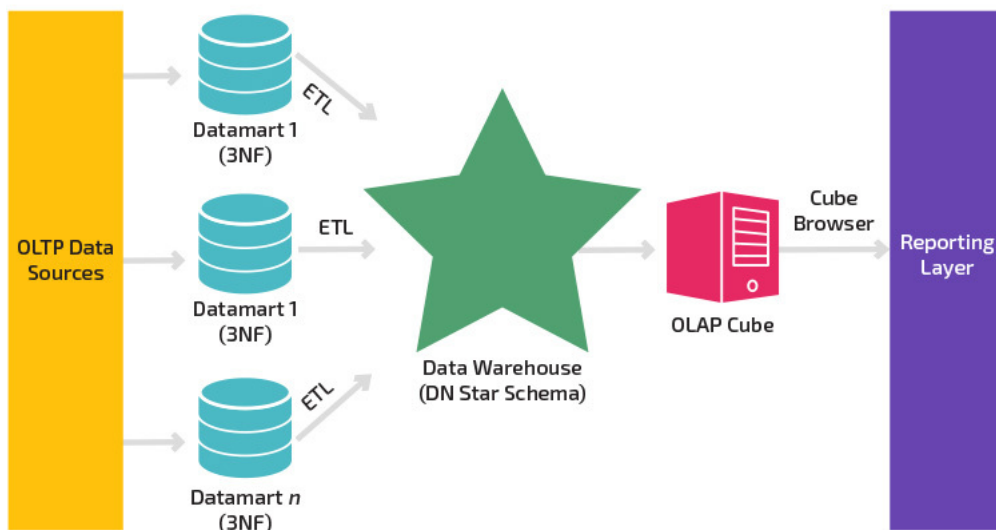 OLTP Data
Sources
Datamart 1
(3NF)
ETL
Datamart 1
(3NF)
ETL
Datamart n
(3NF)
ETL
Data Warehouse
(DN Star Schema)
OLAP Cube
Cube
Browser
Reporting
Layer